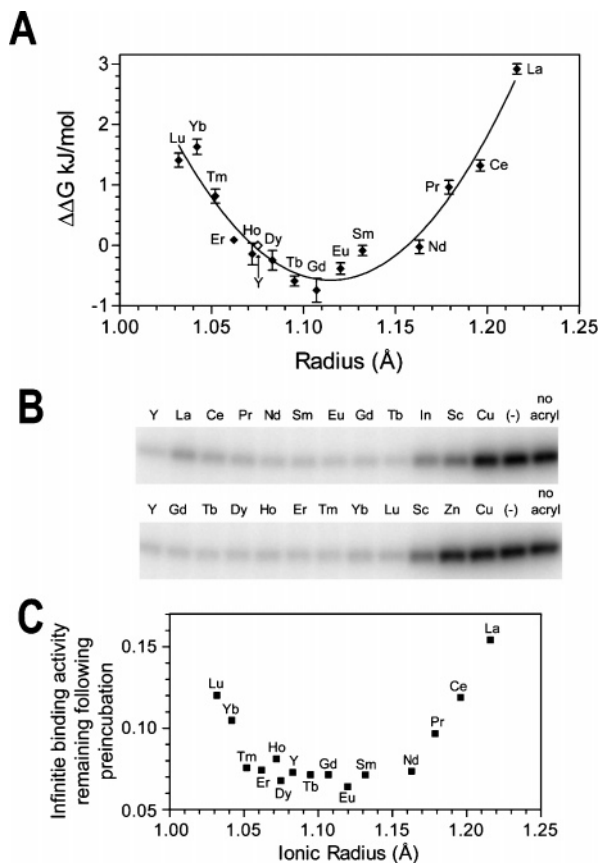 A
ΔΔG kJ/mol
3
2
1
0
-1
Lu
Yb
Tm
Er
Ho
Y
Dy
Tb
Gd
Eu
Sm
Nd
Pr
Ce
La
1.00 1.05 1.10 1.15 1.20 1.25
Radius (Å)
B
Y La Ce Pr Nd Sm Eu Gd Tb In Sc Cu (-) no acryl
Y Gd Tb Dy Ho Er Tm Yb Lu Sc Zn Cu (-) no acryl
C
Infinitie binding activity
remaining following
preincubation
0.15
0.10
0.05
Lu
Yb
Tm
Er
Ho
Dy
Y
Tb
Gd
Eu
Sm
Nd
Pr
Ce
La
1.00 1.05 1.10 1.15 1.20 1.25
Ionic Radius (Å)